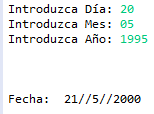 Introduzca Día: 20
Introduzca Mes: 05
Introduzca Año: 1995
Fecha:  21//5//2000